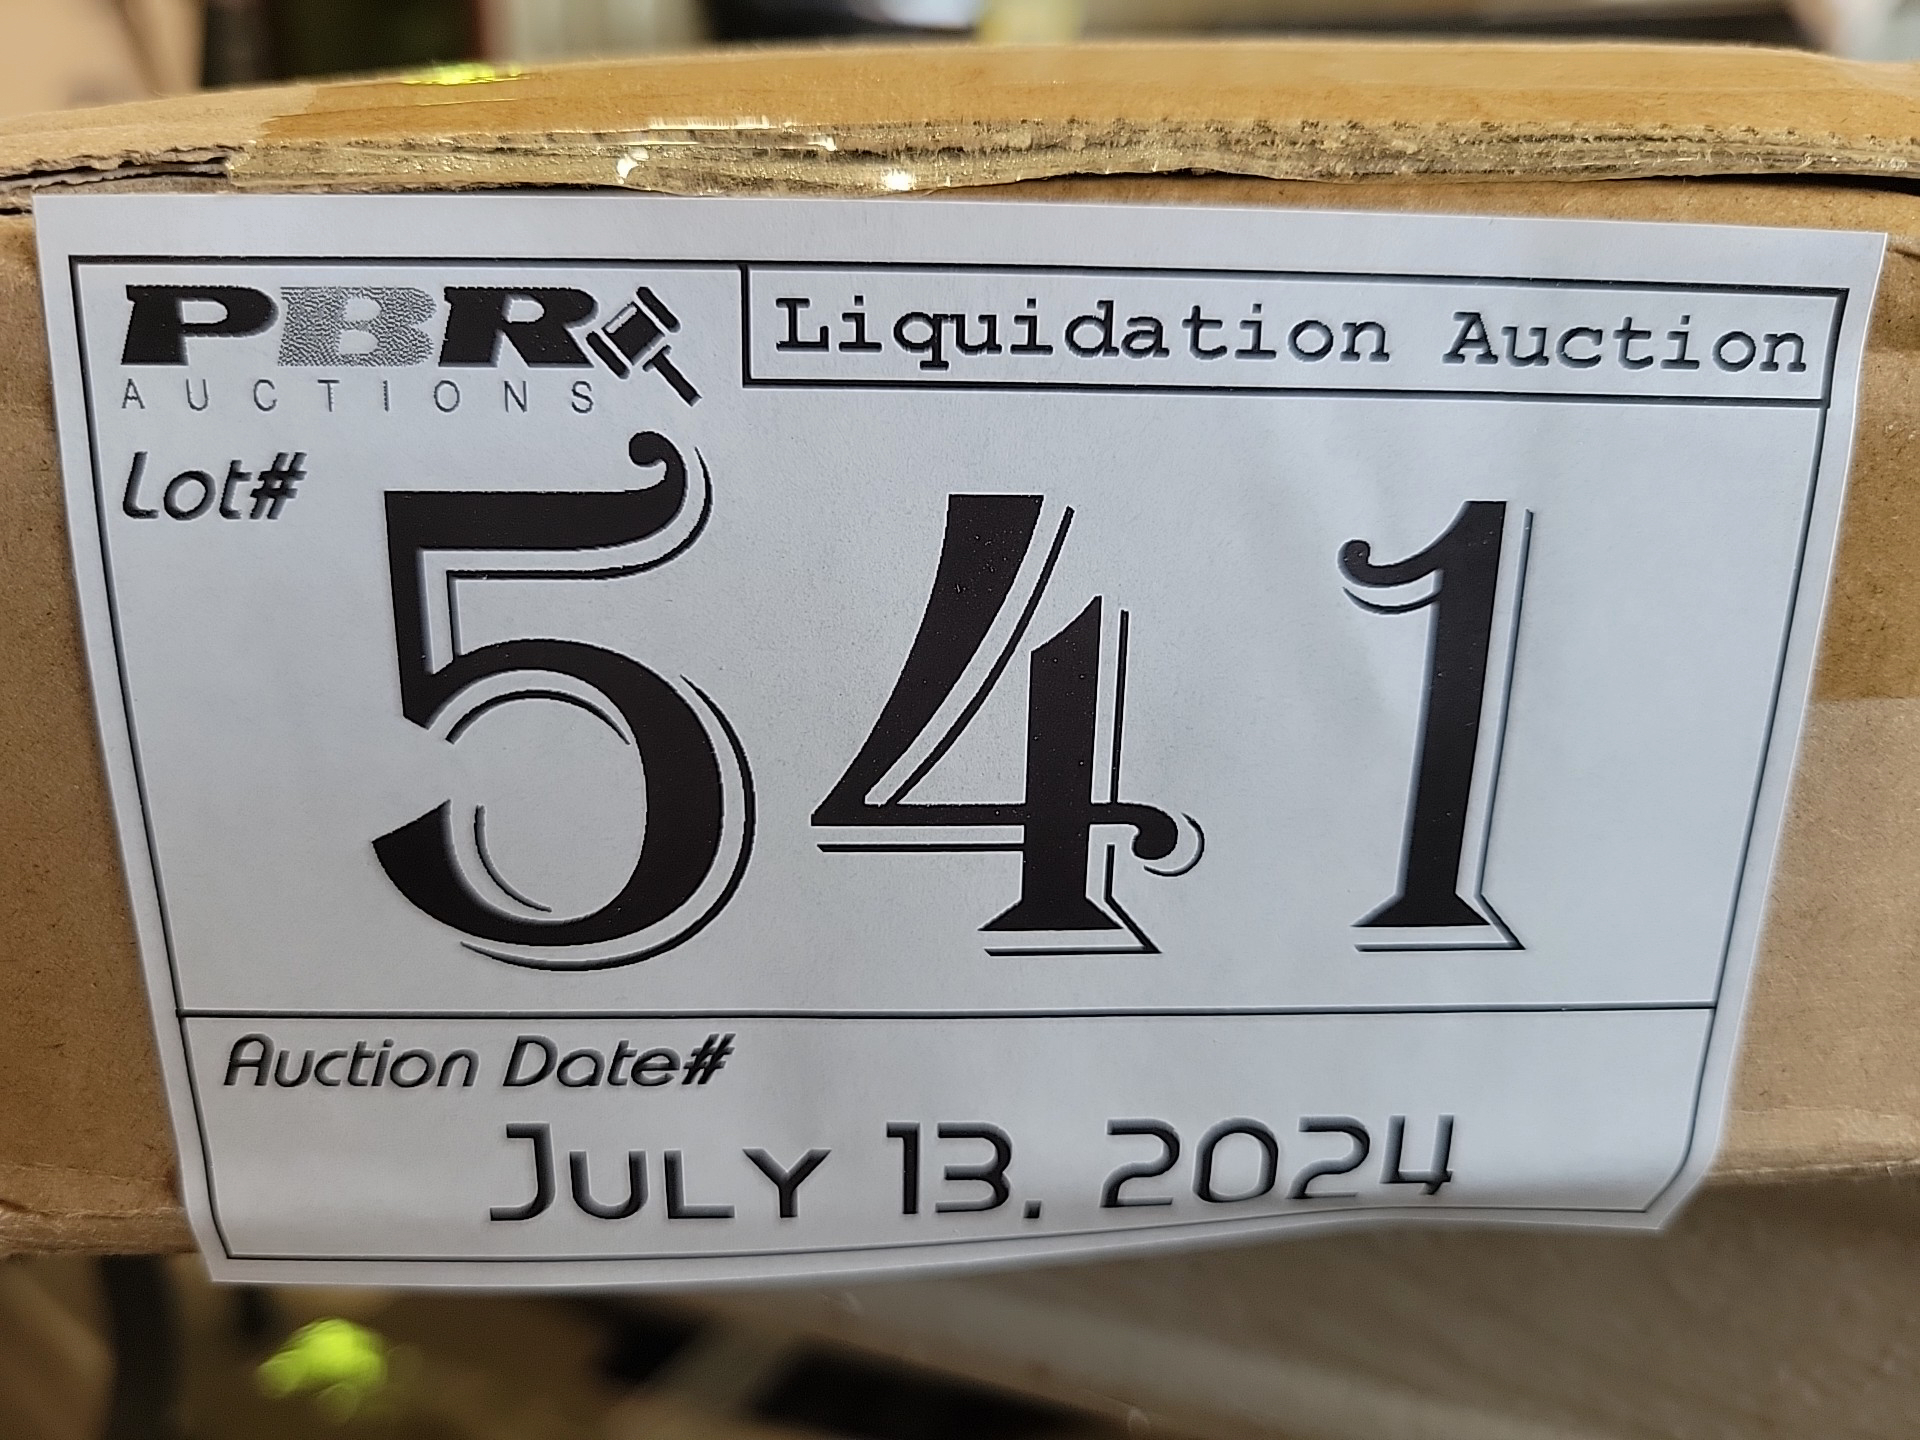 PBR
AUCTIONS
Liquidation Auction
Lot#
541
Auction Date#
July 13, 2024